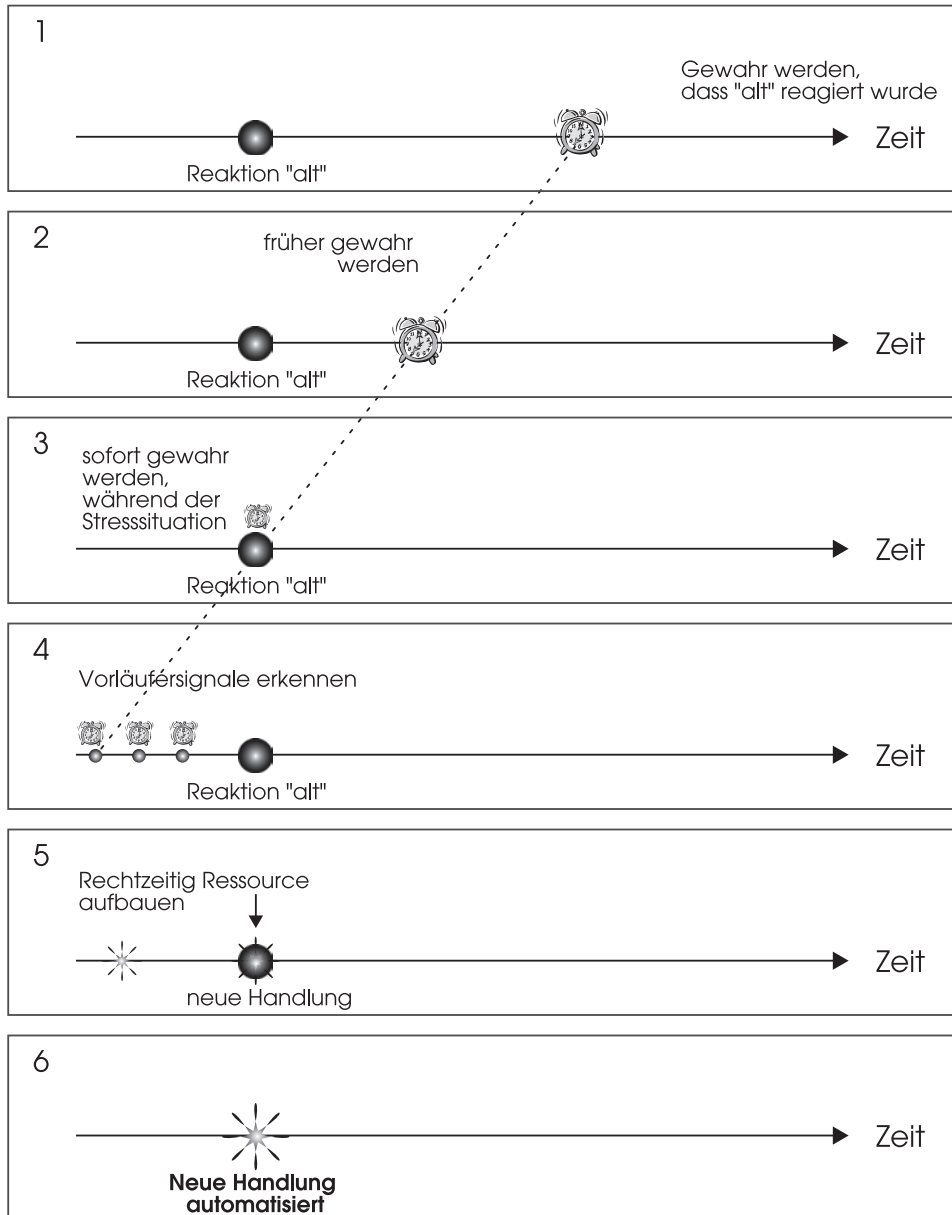 1
Gewahr werden,
dass "alt" reagiert wurde
Zeit
Reaktion "alt"
2
früher gewahr
werden
Zeit
Reaktion "alt"
3
sofort gewahr
werden,
während der
Stresssituation
Zeit
Reaktion "alt"
4
Vorläufersignale erkennen
Zeit
Reaktion "alt"
5
Rechtzeitig Ressource
aufbauen
Zeit
neue Handlung
6
Zeit
Neue Handlung
automatisiert